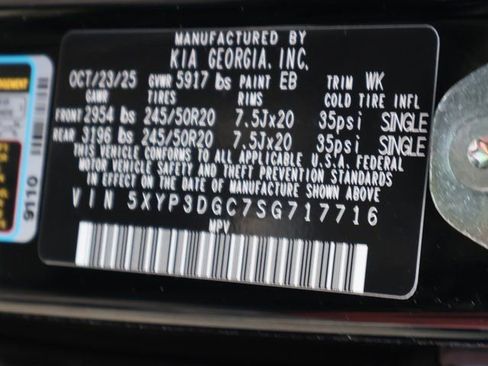 MANUFACTURED BY
KIA GEORGIA, INC.
OCT/23/25 GVWR 5917 lbs PAINT EB TRIM WK
GAWR TIRES RIMS COLD TIRE INFL
FRONT 2954 lbs 245/50R20 7.5Jx20 35psi SINGLE
REAR 3196 lbs 245/50R20 7.5Jx20 35psi SINGLE
THIS VEHICLE CONFORMS TO ALL APPLICABLE U.S.A. FEDERAL
MOTOR VEHICLE SAFETY AND THEFT PREVENTION STANDARDS
IN EFFECT ON THE DATE OF MANUFACTURE SHOWN ABOVE.
VIN 5XYP3DGC7SG717716
MPV
9110